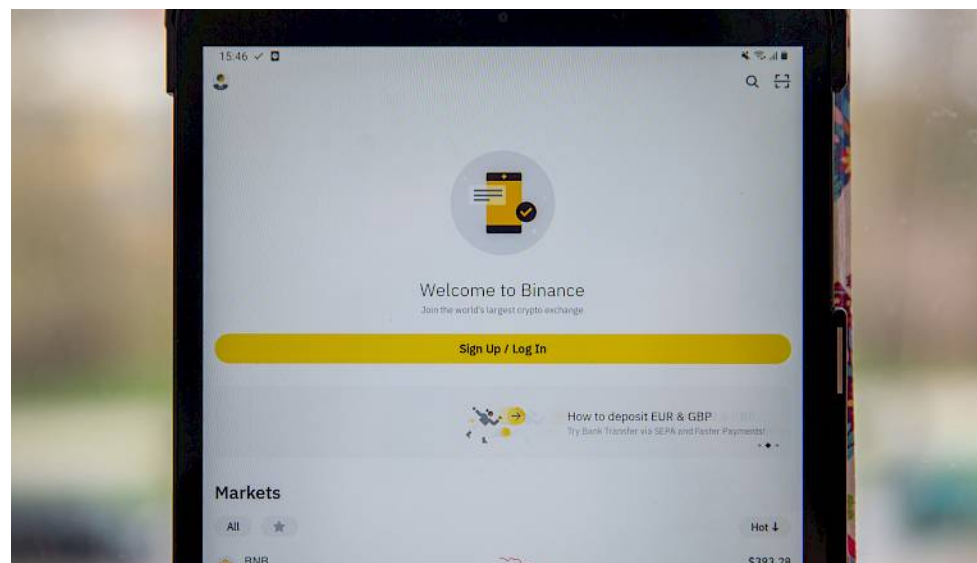 15:46
Welcome to Binance
Join the world's largest crypto exchange
Sign Up / Log In
How to deposit EUR & GBP
Try Bank Transfer via SEPA and Faster Payments!
Markets
All
Hot ↓
BNB
$393.29